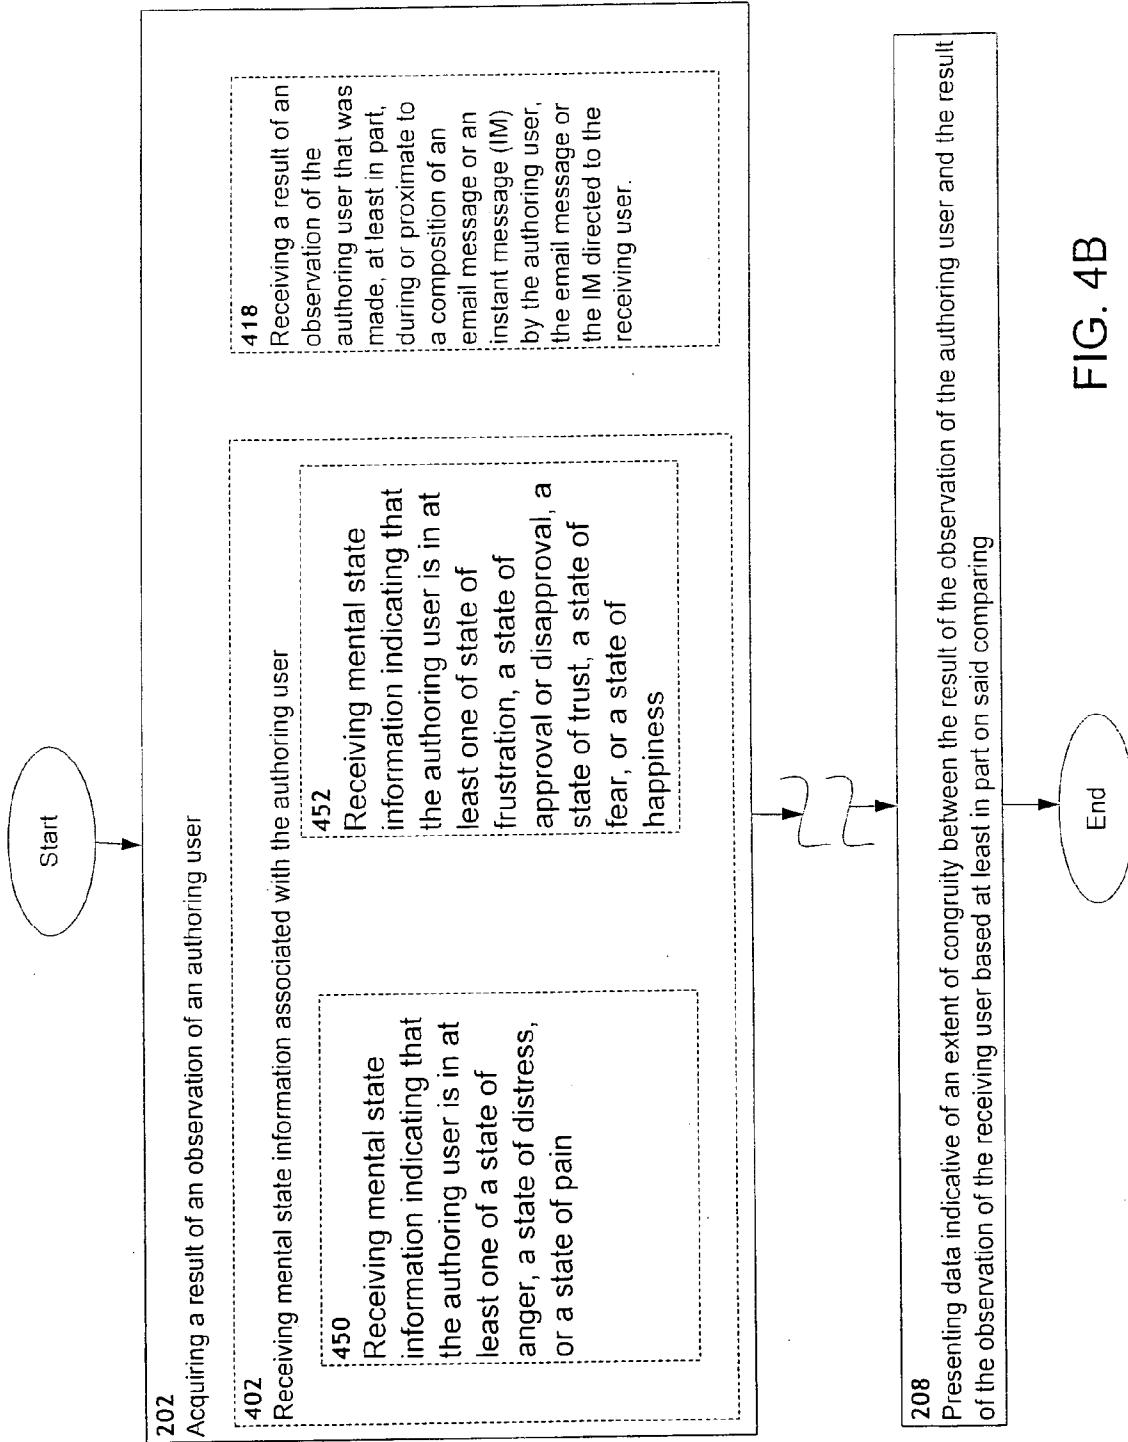 Start
202
Acquiring a result of an observation of an authoring user
402
Receiving mental state information associated with the authoring user
450
Receiving mental state
information indicating that
the authoring user is in at
least one of a state of
anger, a state of distress,
or a state of pain
452
Receiving mental state
information indicating that
the authoring user is in at
least one of state of
frustration, a state of
approval or disapproval, a
state of trust, a state of
fear, or a state of
happiness
418
Receiving a result of an
observation of the
authoring user that was
made, at least in part,
during or proximate to
a composition of an
email message or an
instant message (IM)
by the authoring user,
the email message or
the IM directed to the
receiving user.
208
Presenting data indicative of an extent of congruity between the result of the observation of the authoring user and the result
of the observation of the receiving user based at least in part on said comparing
End
FIG. 4B